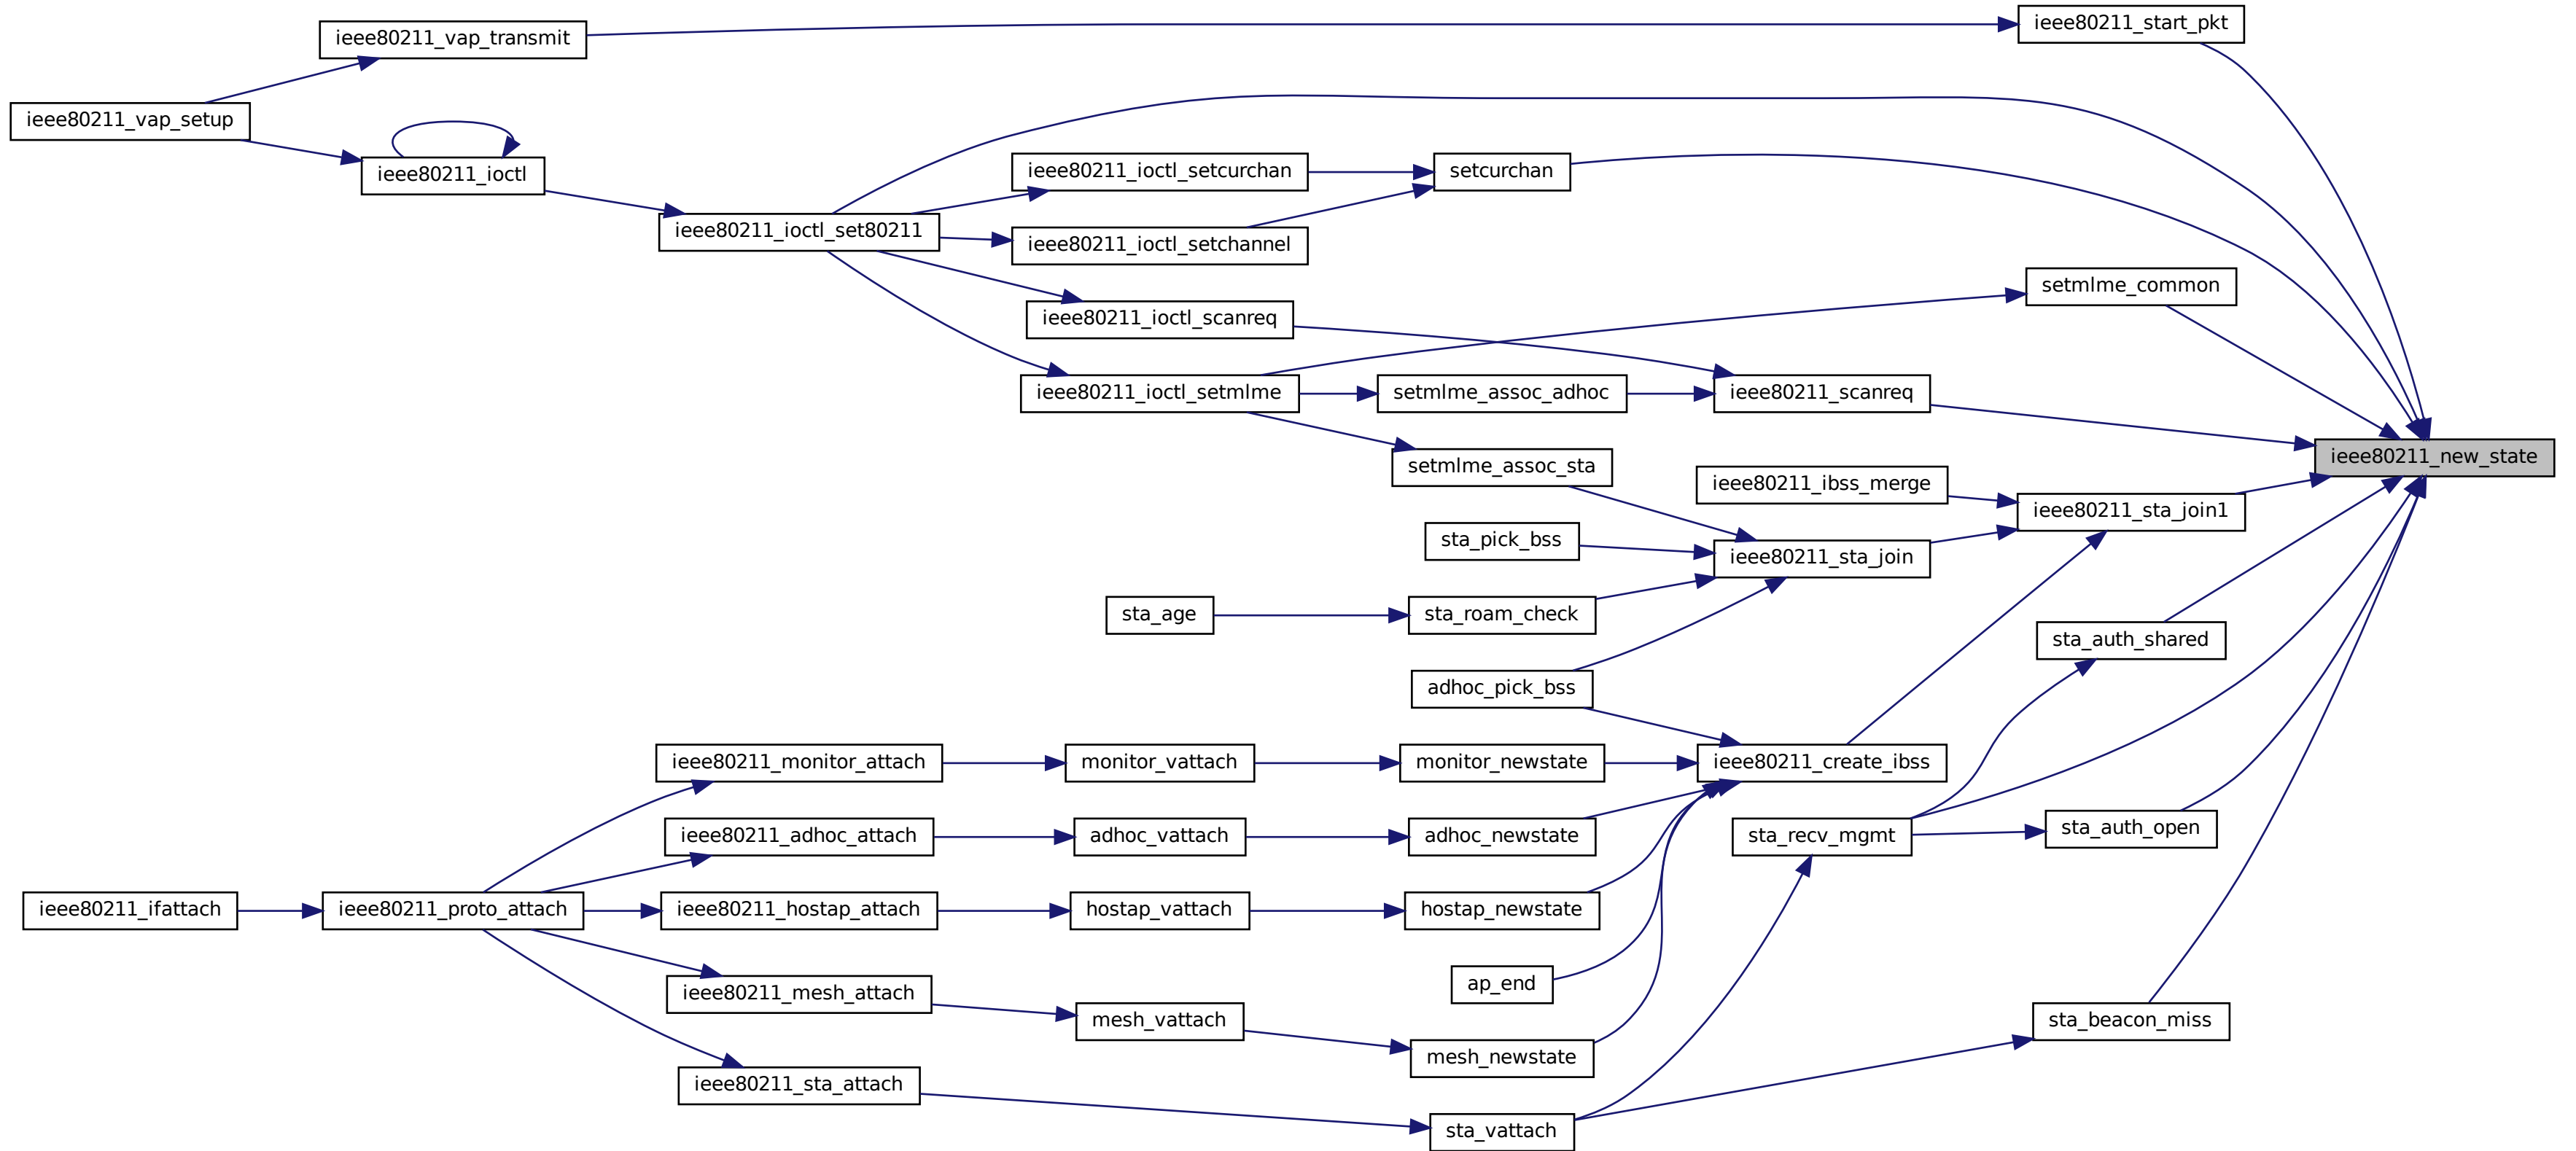 ieee80211_start_pkt
ieee80211_vap_transmit
ieee80211_vap_setup
ieee80211_ioctl
ieee80211_ioctl_setcurchan
setcurchan
ieee80211_ioctl_set80211
ieee80211_ioctl_setchannel
setmlme_common
ieee80211_ioctl_scanreq
ieee80211_ioctl_setmlme
setmlme_assoc_adhoc
ieee80211_scanreq
ieee80211_new_state
setmlme_assoc_sta
ieee80211_ibss_merge
ieee80211_sta_join1
sta_pick_bss
ieee80211_sta_join
sta_age
sta_roam_check
sta_auth_shared
adhoc_pick_bss
ieee80211_monitor_attach
monitor_vattach
monitor_newstate
ieee80211_create_ibss
ieee80211_adhoc_attach
adhoc_vattach
adhoc_newstate
sta_recv_mgmt
sta_auth_open
ieee80211_ifattach
ieee80211_proto_attach
ieee80211_hostap_attach
hostap_vattach
hostap_newstate
ap_end
ieee80211_mesh_attach
mesh_vattach
sta_beacon_miss
mesh_newstate
ieee80211_sta_attach
sta_vattach